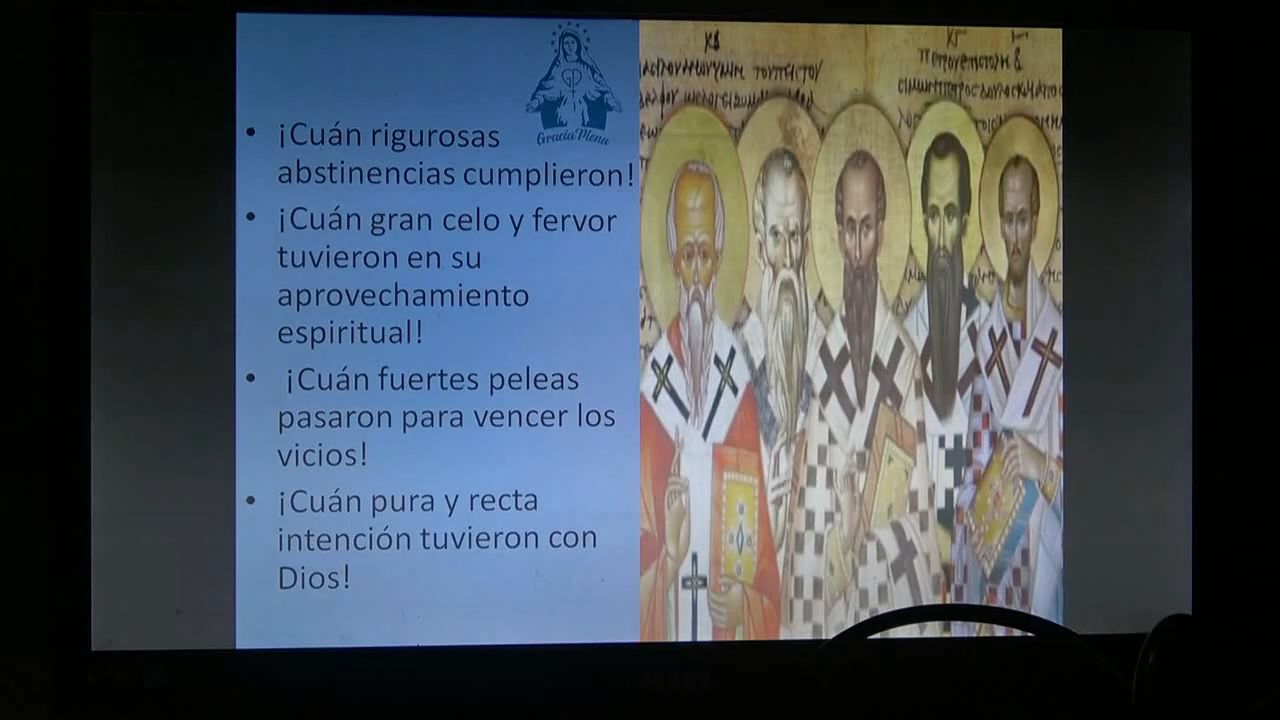 Gracia Plena
• ¡Cuán rigurosas
abstinencias cumplieron!
• ¡Cuán gran celo y fervor
tuvieron en su
aprovechamiento
espiritual!
• ¡Cuán fuertes peleas
pasaron para vencer los
vicios!
• ¡Cuán pura y recta
intención tuvieron con
Dios!